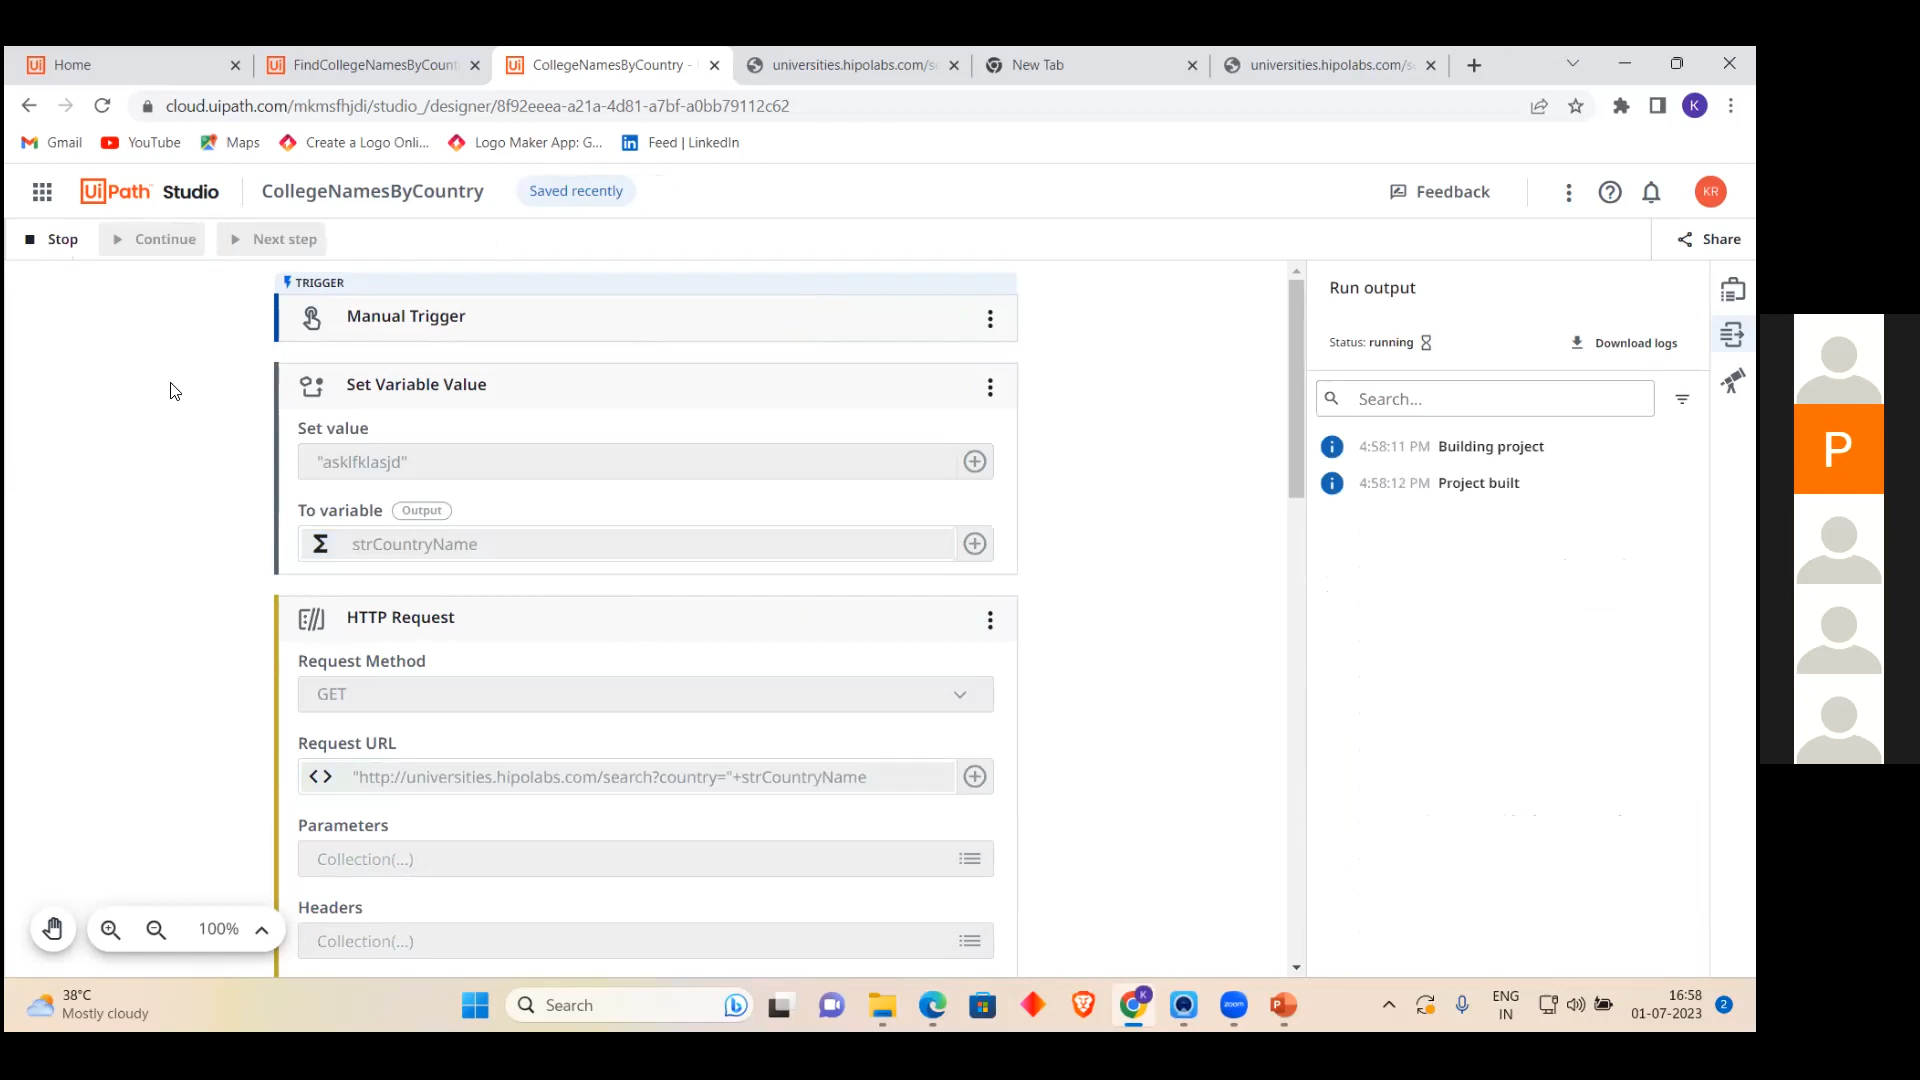 Home
FindCollegeNamesByCount
CollegeNamesByCountry -
universities.hipolabs.com/s
New Tab
universities.hipolabs.com/s
cloud.uipath.com/mkmsfhjdi/studio_/designer/8f92eeea-a21a-4d81-a7bf-a0bb79112c62
K
Gmail
YouTube
Maps
Create a Logo Onli...
Logo Maker App: G...
Feed | LinkedIn
UiPath Studio
CollegeNamesByCountry
Saved recently
Feedback
KR
Stop
Continue
Next step
Share
TRIGGER
Manual Trigger
Set Variable Value
Set value
"asklfklasjd"
To variable Output
strCountryName
HTTP Request
Request Method
GET
Request URL
"http://universities.hipolabs.com/search?country="+strCountryName
Parameters
Collection(...)
Headers
Collection(...)
100%
Run output
Status: running
Download logs
Search...
4:58:11 PM Building project
4:58:12 PM Project built
P
38°C
Mostly cloudy
Search
zoom
ENG
IN
16:58
01-07-2023
2